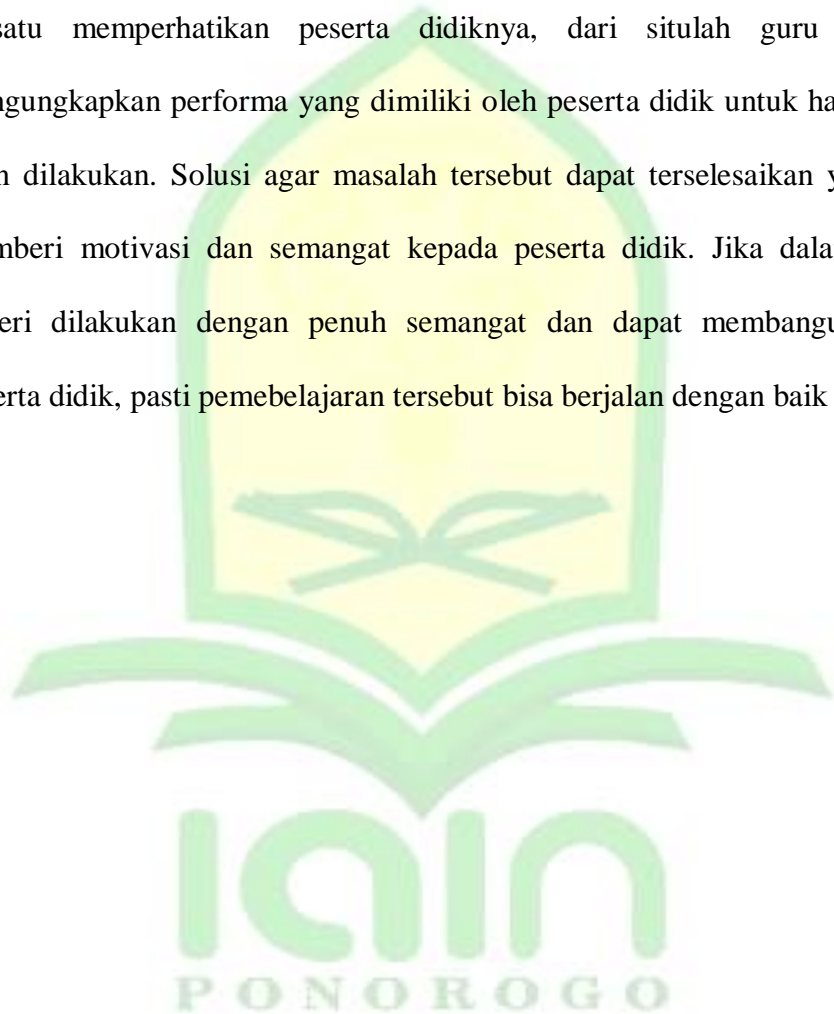 satu memperhatikan peserta didiknya, dari situlah guru
ngungkapkan performa yang dimiliki oleh peserta didik untuk ha
n dilakukan. Solusi agar masalah tersebut dapat terselesaikan y
mberi motivasi dan semangat kepada peserta didik. Jika dala
eri dilakukan dengan penuh semangat dan dapat membangu
erta didik, pasti pemebelajaran tersebut bisa berjalan dengan baik
IAIN
PONOROGO